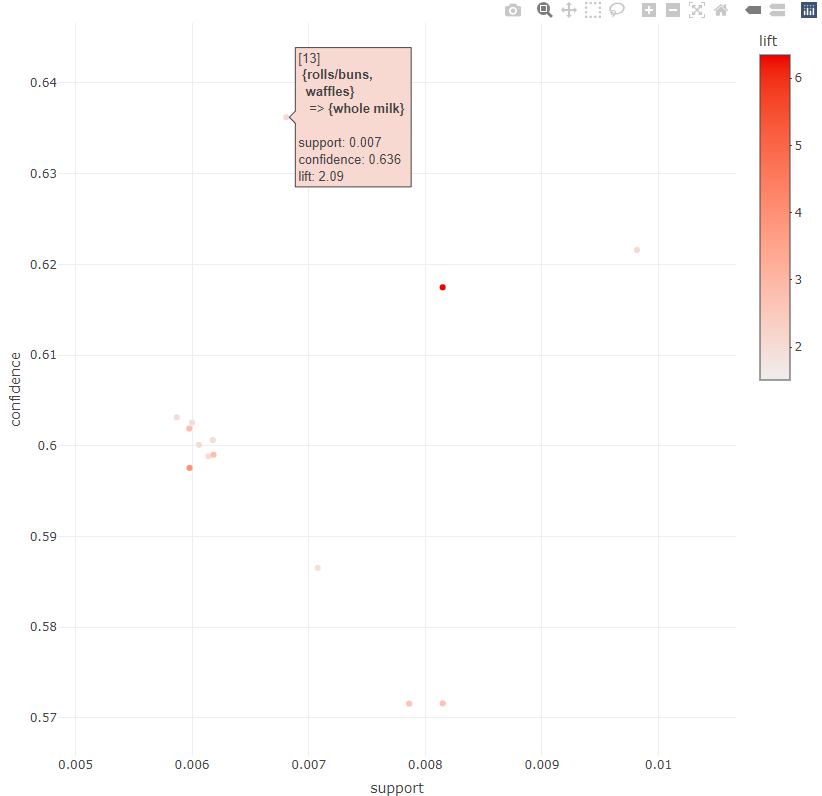 lift
6
5
4
3
2
[13]
{rolls/buns,
waffles}
=> {whole milk}
support: 0.007
confidence: 0.636
lift: 2.09
0.64
0.63
0.62
0.61
0.6
0.59
0.58
0.57
confidence
0.005 0.006 0.007 0.008 0.009 0.01
support